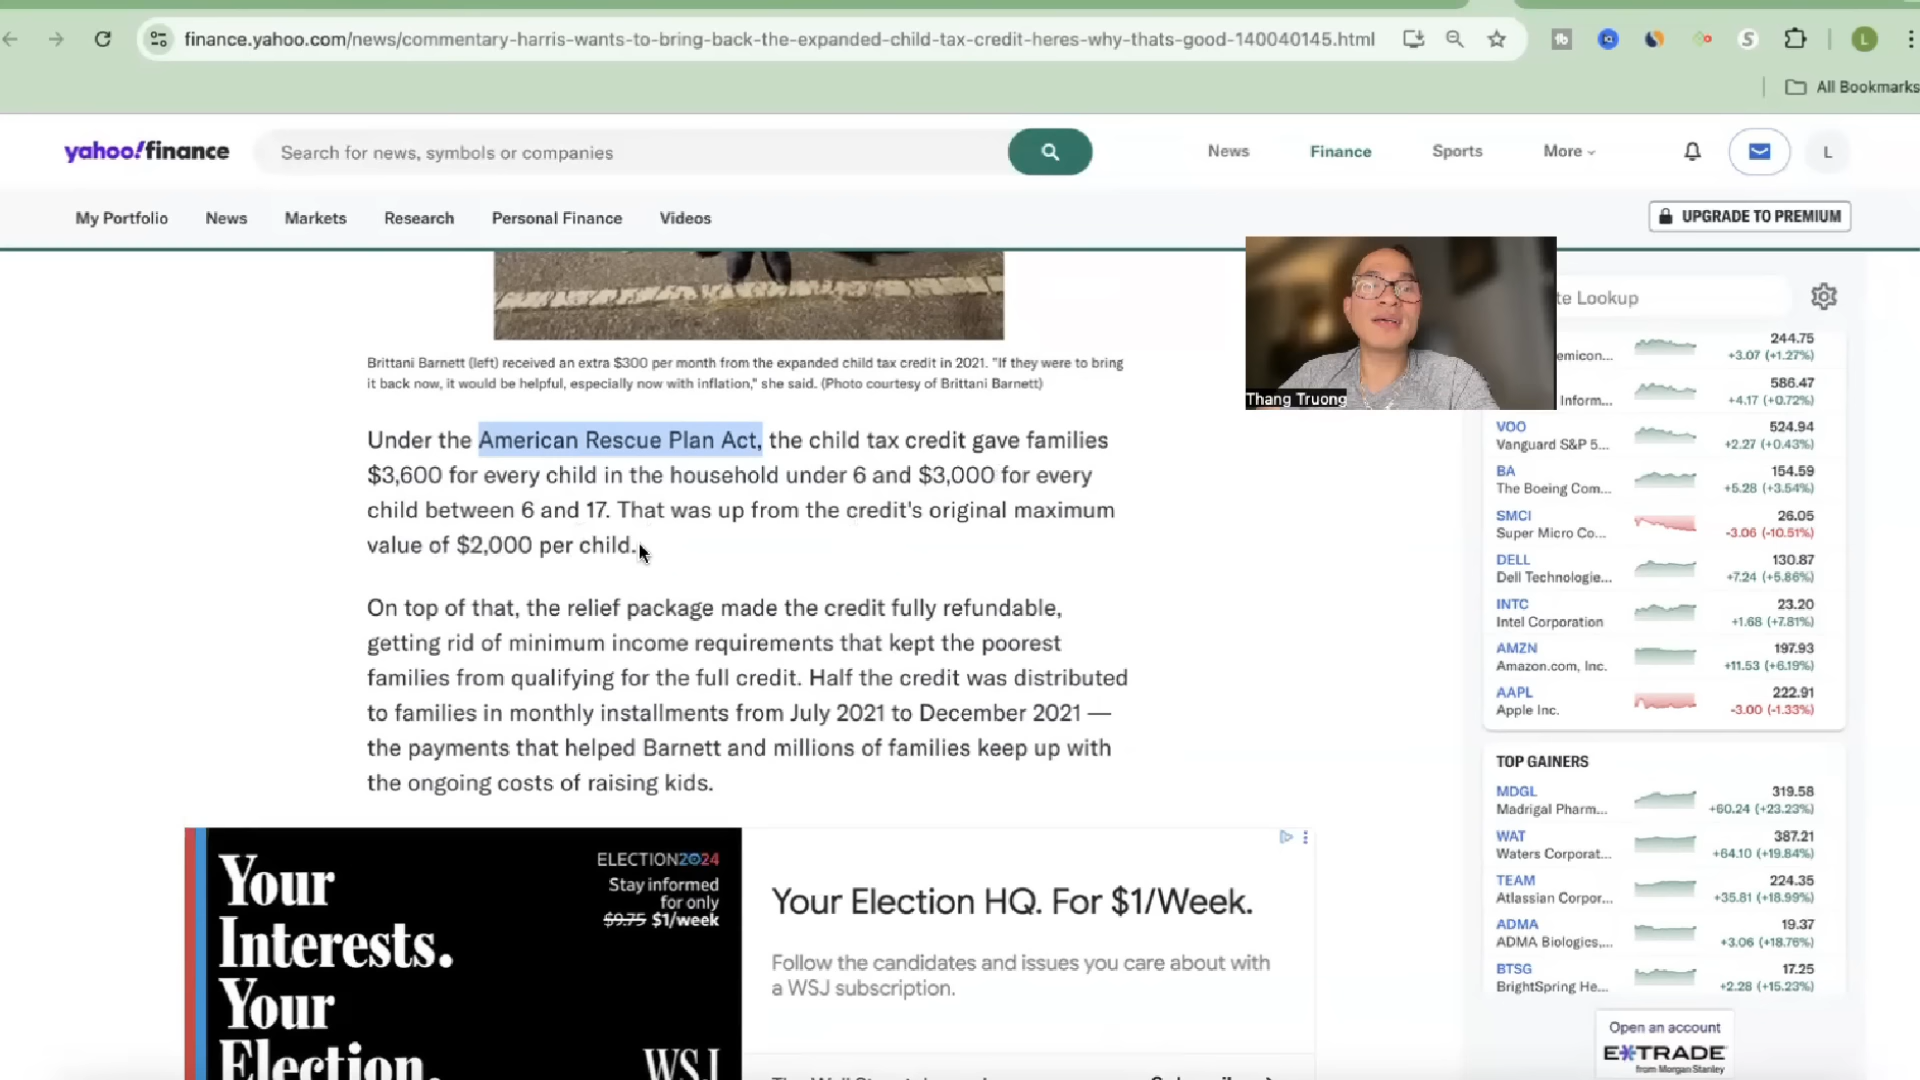 finance.yahoo.com/news/commentary-harris-wants-to-bring-back-the-expanded-child-tax-credit-heres-why-thats-good-140040145.html
L
All Bookmarks
yahoo!finance
Search for news, symbols or companies
News
Finance
Sports
More
L
My Portfolio
News
Markets
Research
Personal Finance
Videos
UPGRADE TO PREMIUM
Thang Truong
Brittani Barnett (left) received an extra $300 per month from the expanded child tax credit in 2021. "If they were to bring
it back now, it would be helpful, especially now with inflation," she said. (Photo courtesy of Brittani Barnett)
Under the American Rescue Plan Act, the child tax credit gave families
$3,600 for every child in the household under 6 and $3,000 for every
child between 6 and 17. That was up from the credit's original maximum
value of $2,000 per child.
On top of that, the relief package made the credit fully refundable,
getting rid of minimum income requirements that kept the poorest
families from qualifying for the full credit. Half the credit was distributed
to families in monthly installments from July 2021 to December 2021 —
the payments that helped Barnett and millions of families keep up with
the ongoing costs of raising kids.
Your
Interests.
Your
Election.
ELECTION2024
Stay informed
for only
$9.75 $1/week
WSJ
Your Election HQ. For $1/Week.
Follow the candidates and issues you care about with
a WSJ subscription.
te Lookup
244.75
emicon... +3.07 (+1.27%)
586.47
Inform... +4.17 (+0.72%)
VOO 524.94
Vanguard S&P 5... +2.27 (+0.43%)
BA 154.59
The Boeing Com... +5.28 (+3.54%)
SMCI 26.05
Super Micro Co... -3.06 (-10.51%)
DELL 130.87
Dell Technologie... +7.24 (+5.86%)
INTC 23.20
Intel Corporation +1.68 (+7.81%)
AMZN 197.93
Amazon.com, Inc. +11.53 (+6.19%)
AAPL 222.91
Apple Inc. -3.00 (-1.33%)
TOP GAINERS
MDGL 319.58
Madrigal Pharm... +60.24 (+23.23%)
WAT 387.21
Waters Corporat... +64.10 (+19.84%)
TEAM 224.35
Atlassian Corpor... +35.81 (+18.99%)
ADMA 19.37
ADMA Biologics,... +3.06 (+18.76%)
BTSG 17.25
BrightSpring He... +2.28 (+15.23%)
Open an account
E*TRADE
from Morgan Stanley